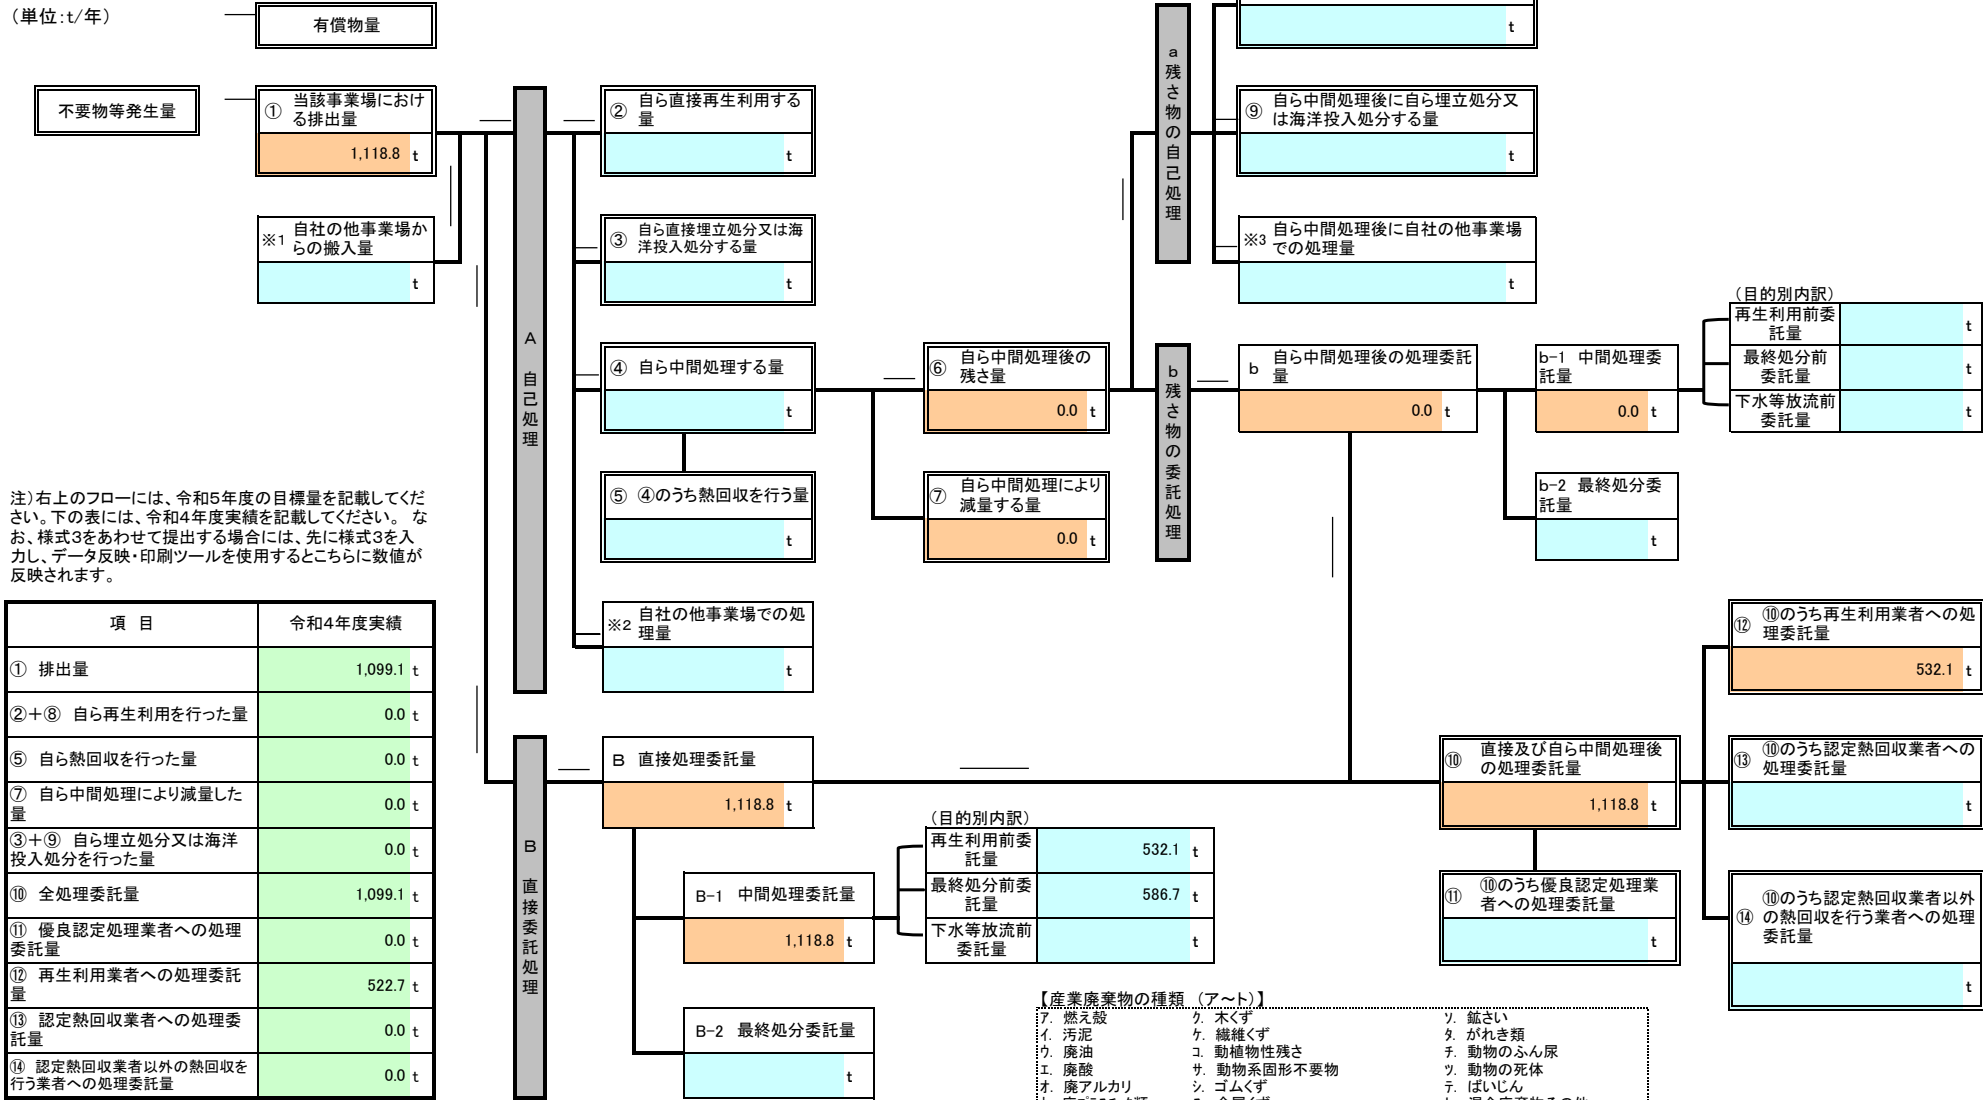 (単位:t/年)
有償物量
t
不要物等発生量
① 当該事業場におけ
る排出量
1,118.8 t
※1 自社の他事業場か
らの搬入量
t
A 自己処理
② 自ら直接再生利用する
量
t
③ 自ら直接埋立処分又は海
洋投入処分する量
t
④ 自ら中間処理する量
t
⑤ ④のうち熱回収を行う量
t
※2 自社の他事業場での処
理量
t
⑥ 自ら中間処理後の
残さ量
0.0 t
⑦ 自ら中間処理により
減量する量
0.0 t
a 残さ物の自己処理
⑨ 自ら中間処理後に自ら埋立処分又
は海洋投入処分する量
t
※3 自ら中間処理後に自社の他事業場
での処理量
t
b 残さ物の委託処理
b 自ら中間処理後の処理委託
量
0.0 t
b-1 中間処理委
託量
0.0 t
(目的別内訳)
再生利用前委
託量
t
最終処分前
委託量
t
下水等放流前
委託量
t
b-2 最終処分委
託量
t
注)右上のフローには、令和5年度の目標量を記載してくだ
さい。下の表には、令和4年度実績を記載してください。 な
お、様式3をあわせて提出する場合には、先に様式3を入
力し、データ反映・印刷ツールを使用するとこちらに数値が
反映されます。
項 目 令和4年度実績
① 排出量 1,099.1 t
②+⑧ 自ら再生利用を行った量 0.0 t
⑤ 自ら熱回収を行った量 0.0 t
⑦ 自ら中間処理により減量した
量 0.0 t
③+⑨ 自ら埋立処分又は海洋
投入処分を行った量 0.0 t
⑩ 全処理委託量 1,099.1 t
⑪ 優良認定処理業者への処理
委託量 0.0 t
⑫ 再生利用業者への処理委託
量 522.7 t
⑬ 認定熱回収業者への処理委
託量 0.0 t
⑭ 認定熱回収業者以外の熱回収を
行う業者への処理委託量 0.0 t
B 直接委託処理
B 直接処理委託量
1,118.8 t
B-1 中間処理委託量
1,118.8 t
(目的別内訳)
再生利用前委
託量
532.1 t
最終処分前委
託量
586.7 t
下水等放流前
委託量
t
B-2 最終処分委託量
t
⑩ 直接及び自ら中間処理後
の処理委託量
1,118.8 t
⑪ ⑩のうち優良認定処理業
者への処理委託量
t
⑫ ⑩のうち再生利用業者への処
理委託量
532.1 t
⑬ ⑩のうち認定熱回収業者への
処理委託量
t
⑭ ⑩のうち認定熱回収業者以外
の熱回収を行う業者への処理
委託量
t
【産業廃棄物の種類 (ア~ト)】
ア. 燃え殻 ク. 木くず ソ. 鉱さい
イ. 汚泥 ケ. 繊維くず タ. がれき類
ウ. 廃油 コ. 動植物性残さ チ. 動物のふん尿
エ. 廃酸 サ. 動物系固形不要物 ツ. 動物の死体
オ. 廃アルカリ シ. ゴムくず テ. ばいじん